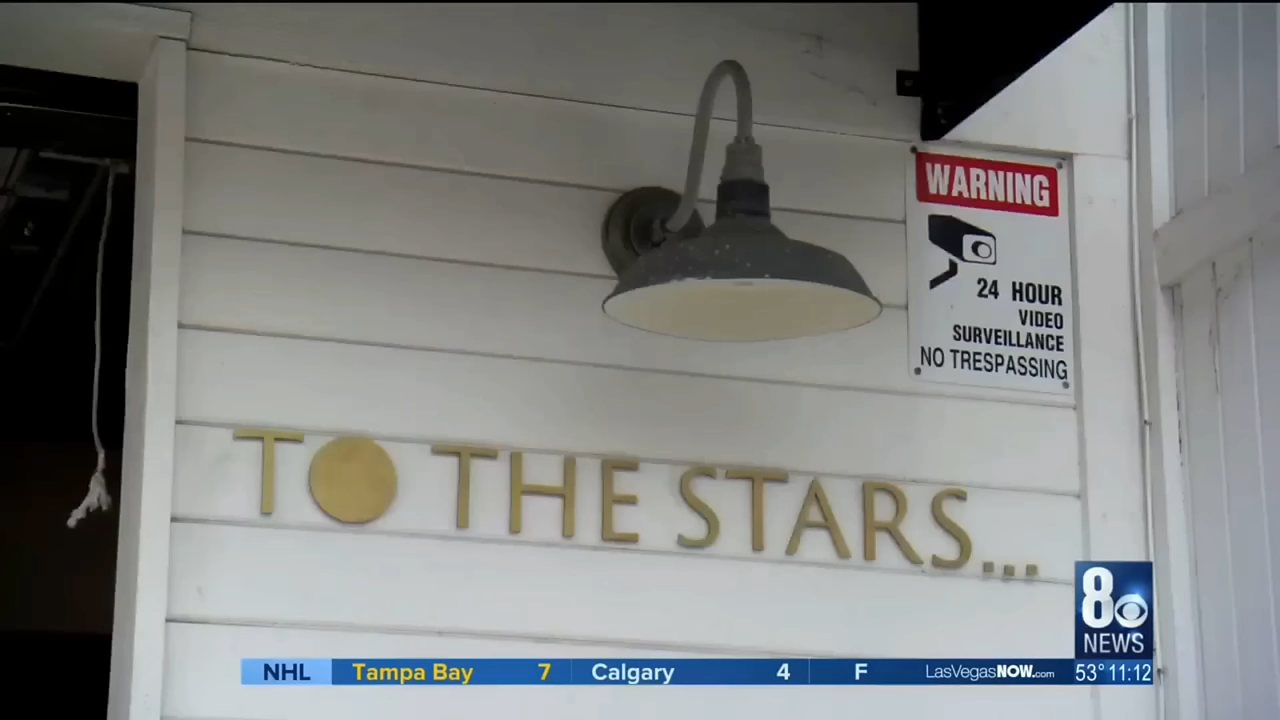 WARNING
24 HOUR
VIDEO
SURVEILLANCE
NO TRESPASSING
TO THE STARS...
8
NEWS
NHL Tampa Bay 7 Calgary 4 F LasVegasNOW.com 53° 11:12